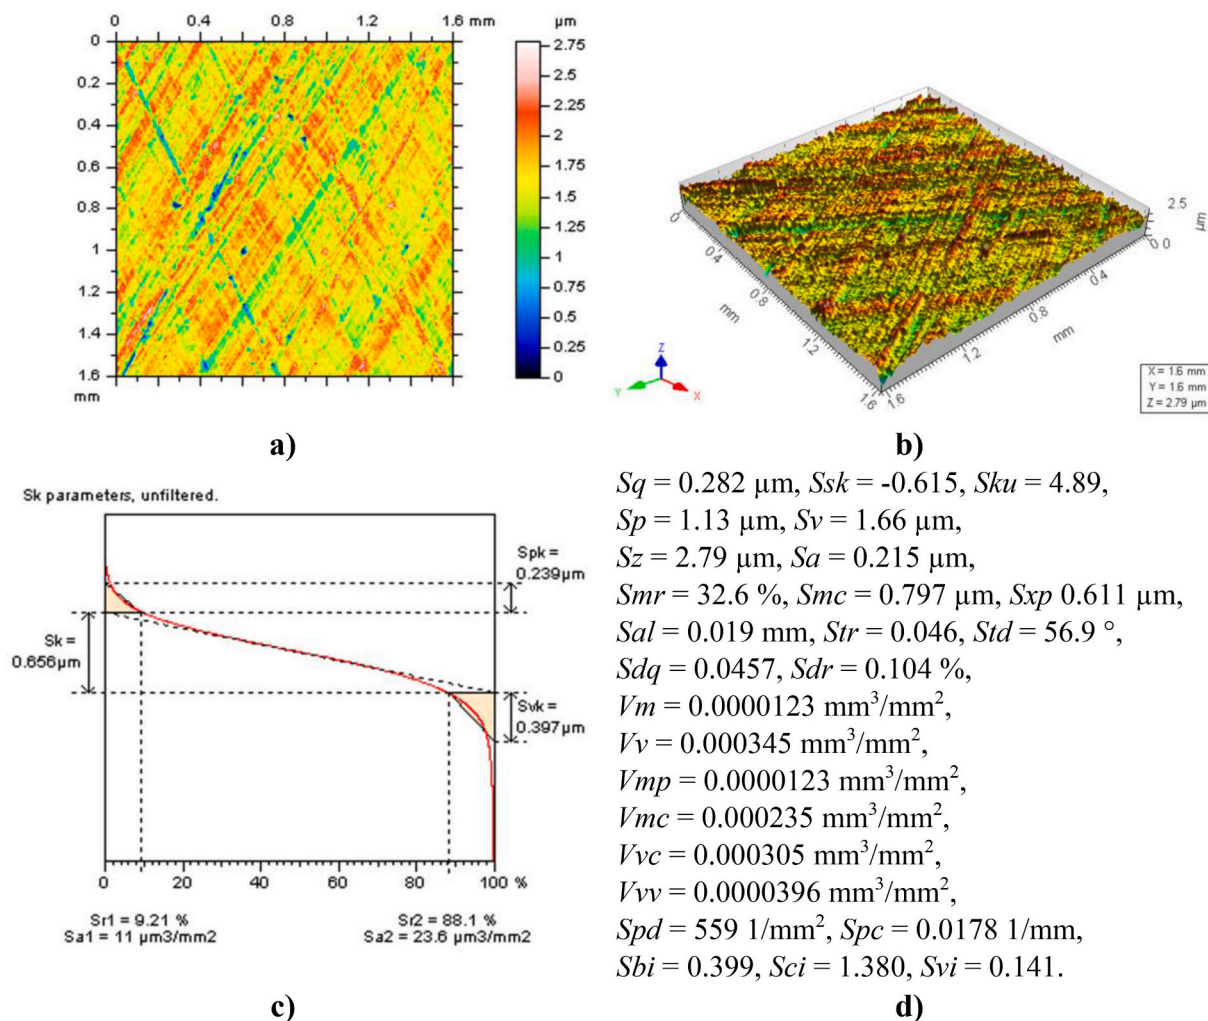 0 0.4 0.8 1.2 1.6 mm µm
0
0.2
0.4
0.6
0.8
1
1.2
1.4
1.6
mm
2.75
2.5
2.25
2
1.75
1.5
1.25
1
0.75
0.5
0.25
0
a)
0
0.4
0.8
1.2
1.6
mm
1.6
1.2
0.8
0.4
0
mm
2.5
0
µm
Z
Y
X
X = 1.6 mm
Y = 1.6 mm
Z = 2.79 µm
b)
Sk parameters, unfiltered.
Spk =
0.239µm
Sk =
0.656µm
Svk =
0.397µm
0 20 40 60 80 100 %
Sr1 = 9.21 %
Sa1 = 11 µm3/mm2
Sr2 = 88.1 %
Sa2 = 23.6 µm3/mm2
c)
Sq = 0.282 µm, Ssk = -0.615, Sku = 4.89,
Sp = 1.13 µm, Sv = 1.66 µm,
Sz = 2.79 µm, Sa = 0.215 µm,
Smr = 32.6 %, Smc = 0.797 µm, Sxp 0.611 µm,
Sal = 0.019 mm, Str = 0.046, Std = 56.9 °,
Sdq = 0.0457, Sdr = 0.104 %,
Vm = 0.0000123 mm³/mm²,
Vv = 0.000345 mm³/mm²,
Vmp = 0.0000123 mm³/mm²,
Vmc = 0.000235 mm³/mm²,
Vvc = 0.000305 mm³/mm²,
Vvv = 0.0000396 mm³/mm²,
Spd = 559 1/mm², Spc = 0.0178 1/mm,
Sbi = 0.399, Sci = 1.380, Svi = 0.141.
d)